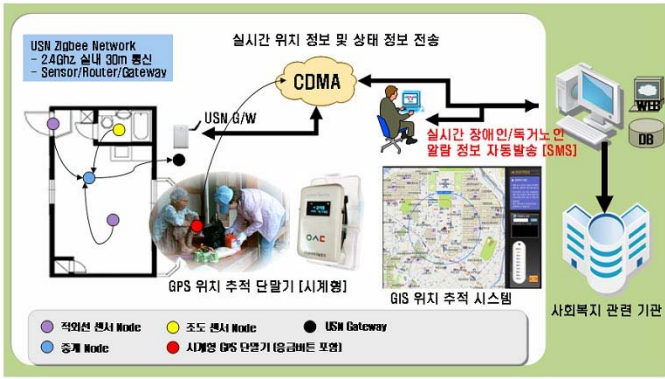 USN Zigbee Network
- 2.4Ghz 실내 30m 통신
- Sensor/Router/Gateway
실시간 위치 정보 및 상태 정보 전송
CDMA
USN G/W
WEB
DB
실시간 장애인/독거노인
알람 정보 자동발송 [SMS]
GPS 위치 추적 단말기 [시계형]
GIS 위치 추적 시스템
사회복지 관련 기관
적외선 센서 Node
조도 센서 Node
USN Gateway
중계 Node
시계형 GPS 단말기 (응급버튼 포함)